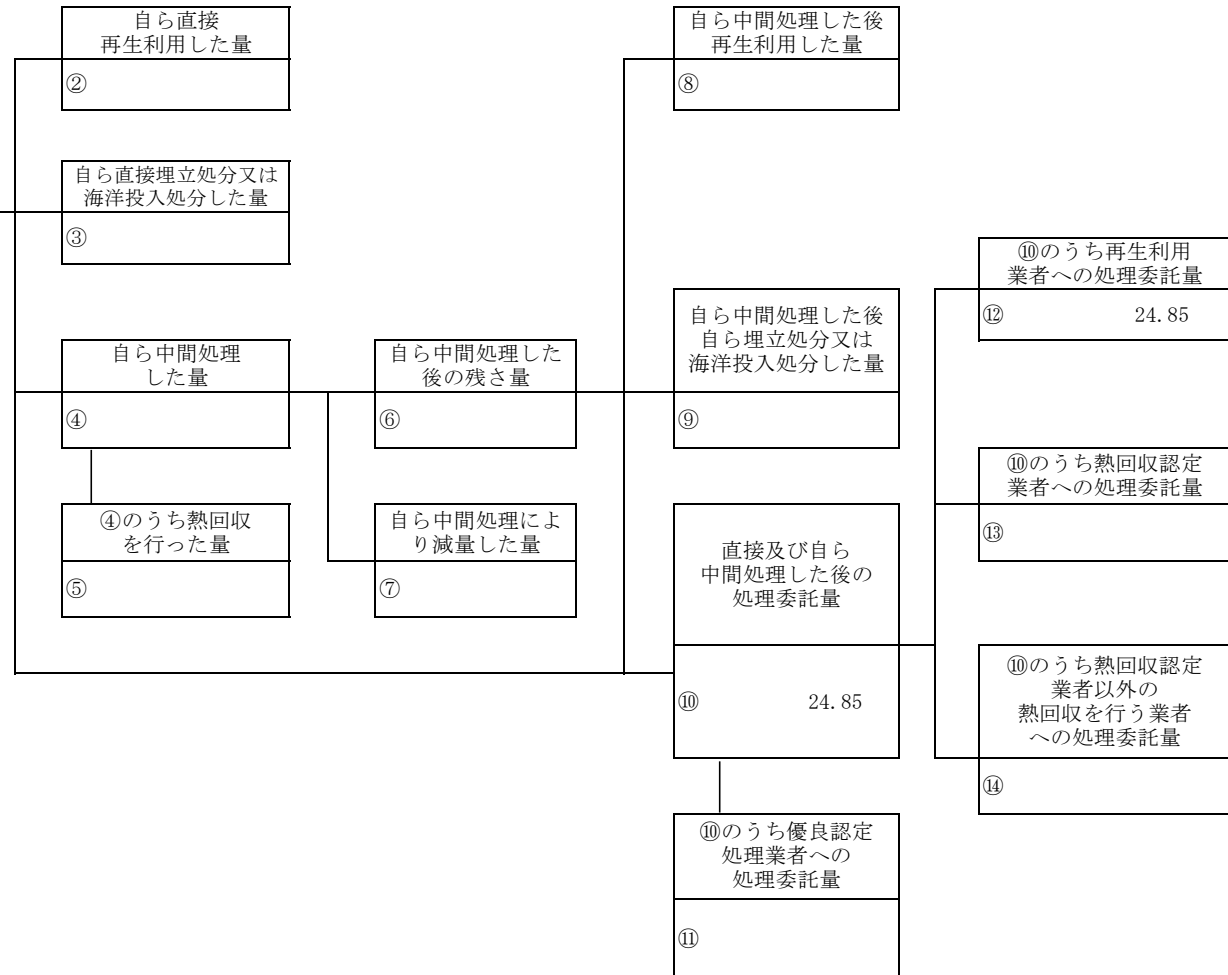 自ら直接
再生利用した量
②
自ら中間処理した後
再生利用した量
⑧
自ら直接埋立処分又は
海洋投入処分した量
③
⑩のうち再生利用
業者への処理委託量
⑫ 24.85
自ら中間処理した後
自ら埋立処分又は
海洋投入処分した量
⑨
自ら中間処理
した量
④
自ら中間処理した
後の残さ量
⑥
⑩のうち熱回収認定
業者への処理委託量
⑬
④のうち熱回収
を行った量
⑤
自ら中間処理によ
り減量した量
⑦
直接及び自ら
中間処理した後の
処理委託量
⑩ 24.85
⑩のうち熱回収認定
業者以外の
熱回収を行う業者
への処理委託量
⑭
⑩のうち優良認定
処理業者への
処理委託量
⑪